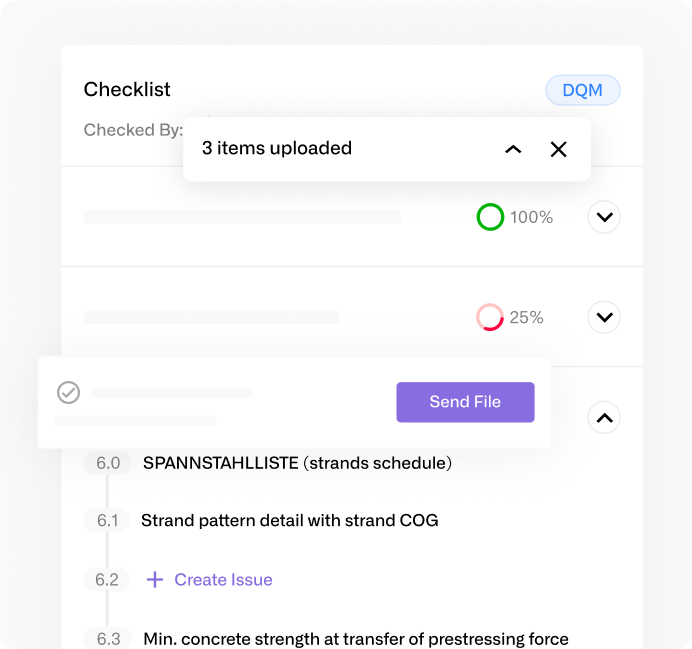 Checklist
DQM
Checked By:
3 items uploaded
100%
25%
Send File
6.0 SPANNSTAHLLISTE (strands schedule)
6.1 Strand pattern detail with strand COG
6.2 + Create Issue
6.3 Min. concrete strength at transfer of prestressing force